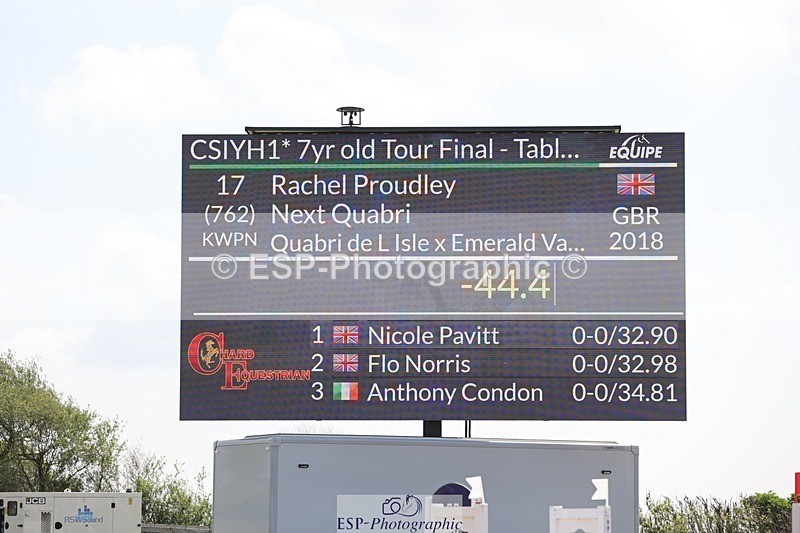 CSIYH1* 7yr old Tour Final - Tabl...
EQUIPE
17 Rachel Proudley
(762) Next Quabri GBR
KWPN Quabri de L Isle x Emerald Va... 2018
© ESP-Photographic ©
-44.4
CHARD
EQUESTRIAN
1 Nicole Pavitt 0-0/32.90
2 Flo Norris 0-0/32.98
3 Anthony Condon 0-0/34.81
JCB
RSWSound
ESP-Photographic